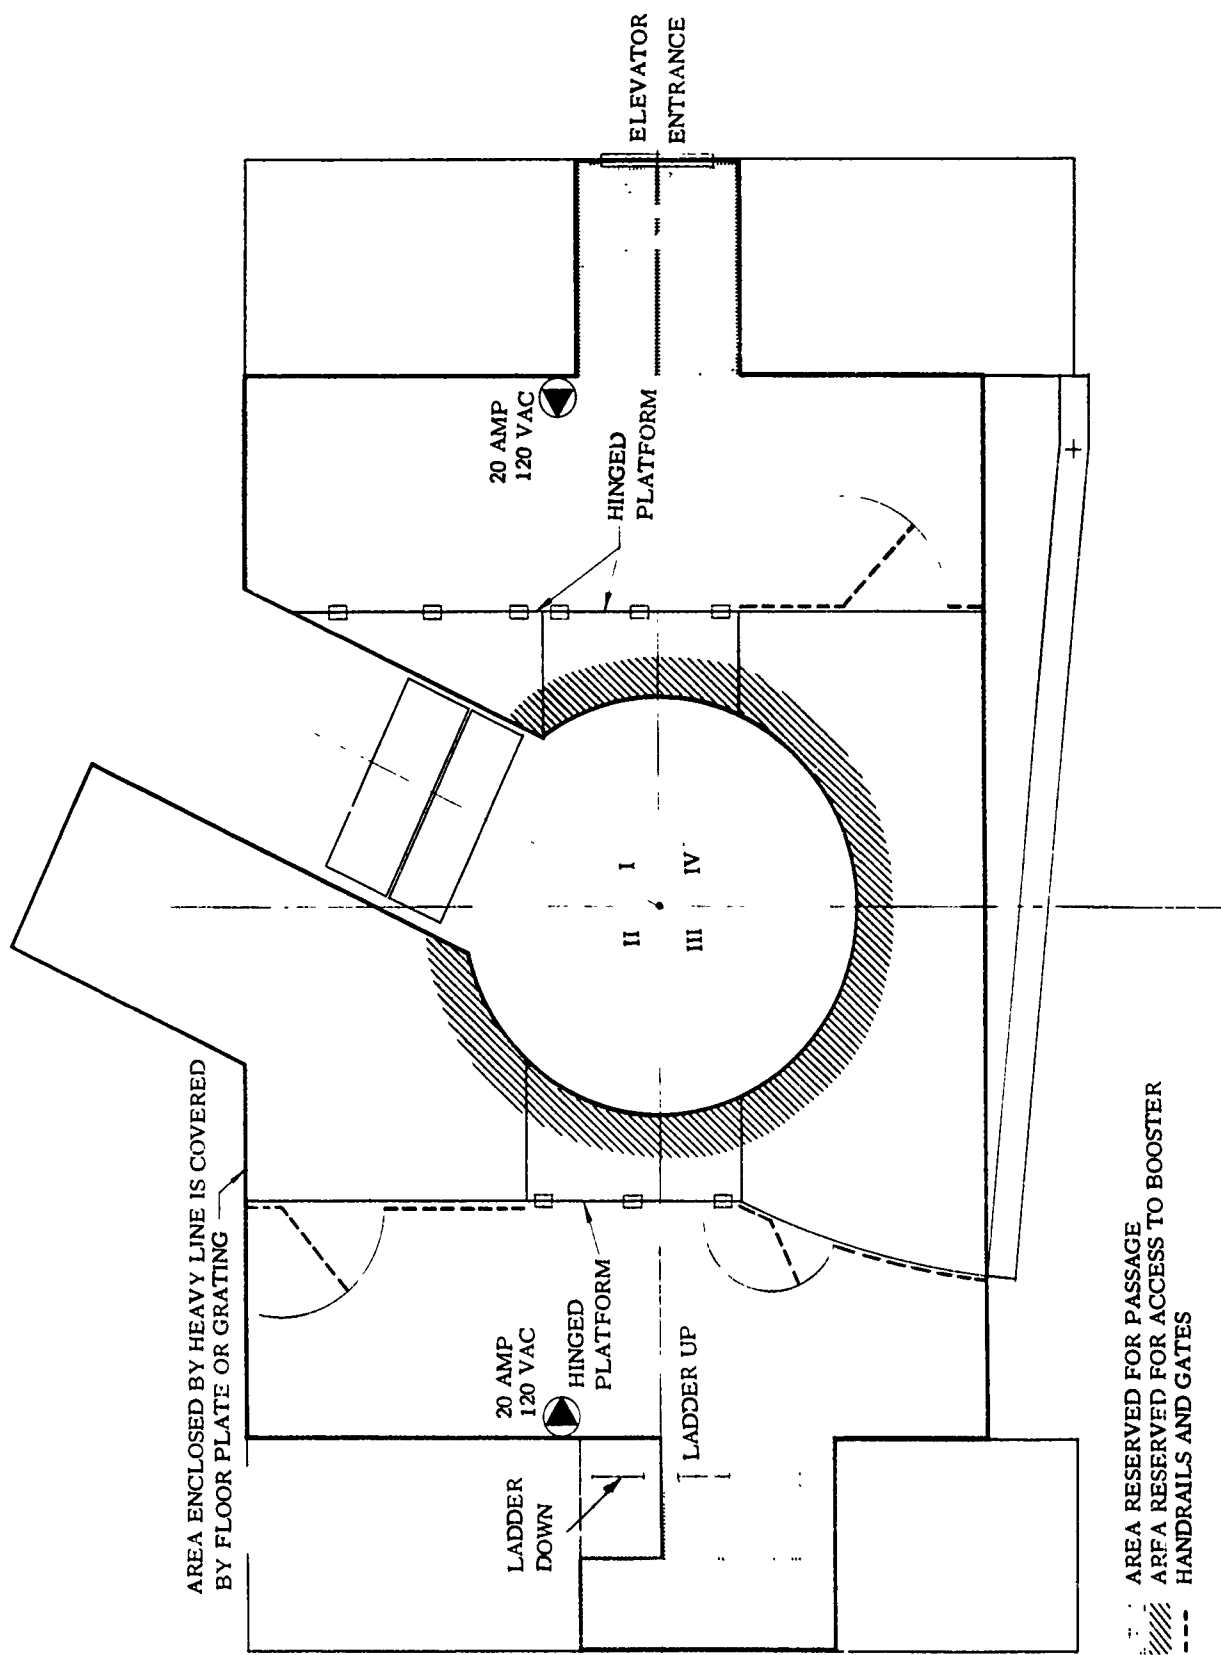 AREA ENCLOSED BY HEAVY LINE IS COVERED
BY FLOOR PLATE OR GRATING
ELEVATOR
ENTRANCE
20 AMP
120 VAC
HINGED
PLATFORM
I
II
III
IV
HINGED
PLATFORM
20 AMP
120 VAC
LADDER UP
LADDER
DOWN
AREA RESERVED FOR PASSAGE
AREA RESERVED FOR ACCESS TO BOOSTER
HANDRAILS AND GATES